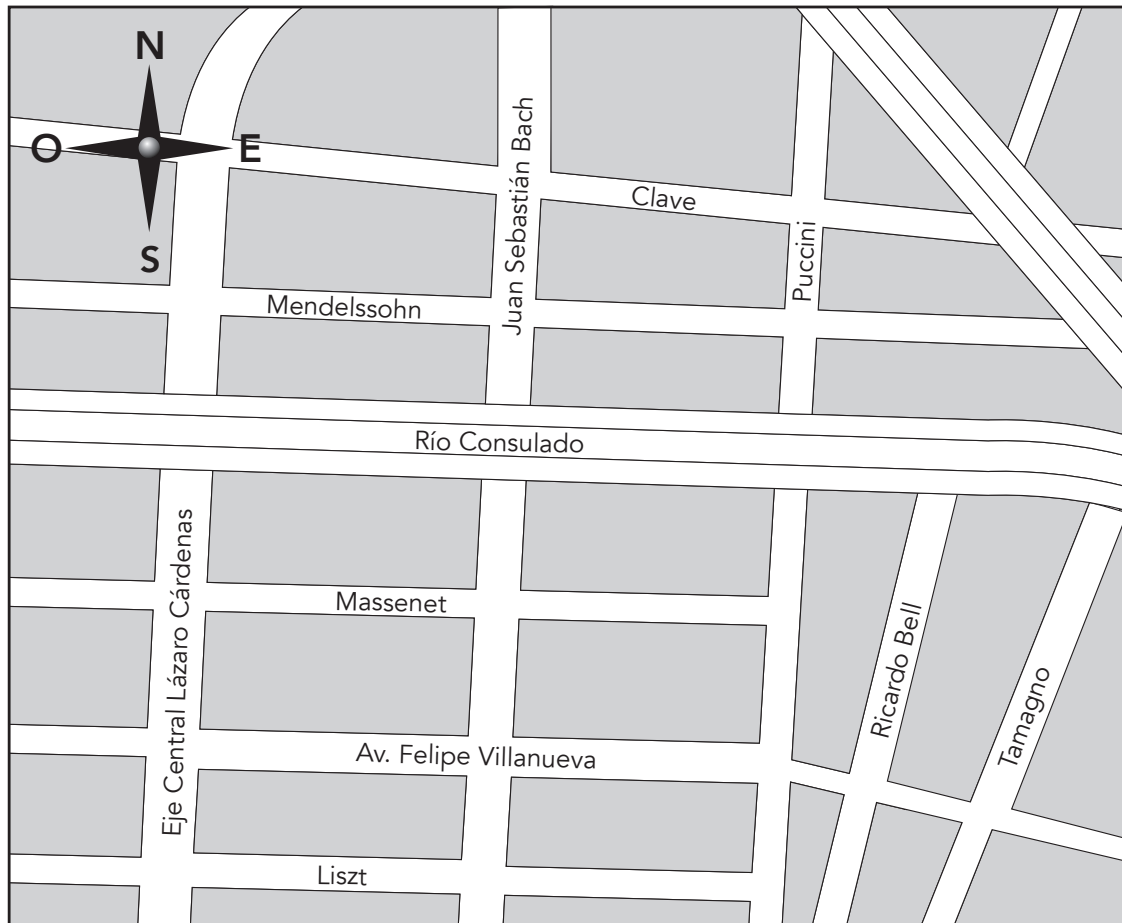 N
O
E
S
Clave
Juan Sebastián Bach
Puccini
Mendelssohn
Río Consulado
Eje Central Lázaro Cárdenas
Massenet
Ricardo Bell
Tamagno
Av. Felipe Villanueva
Liszt